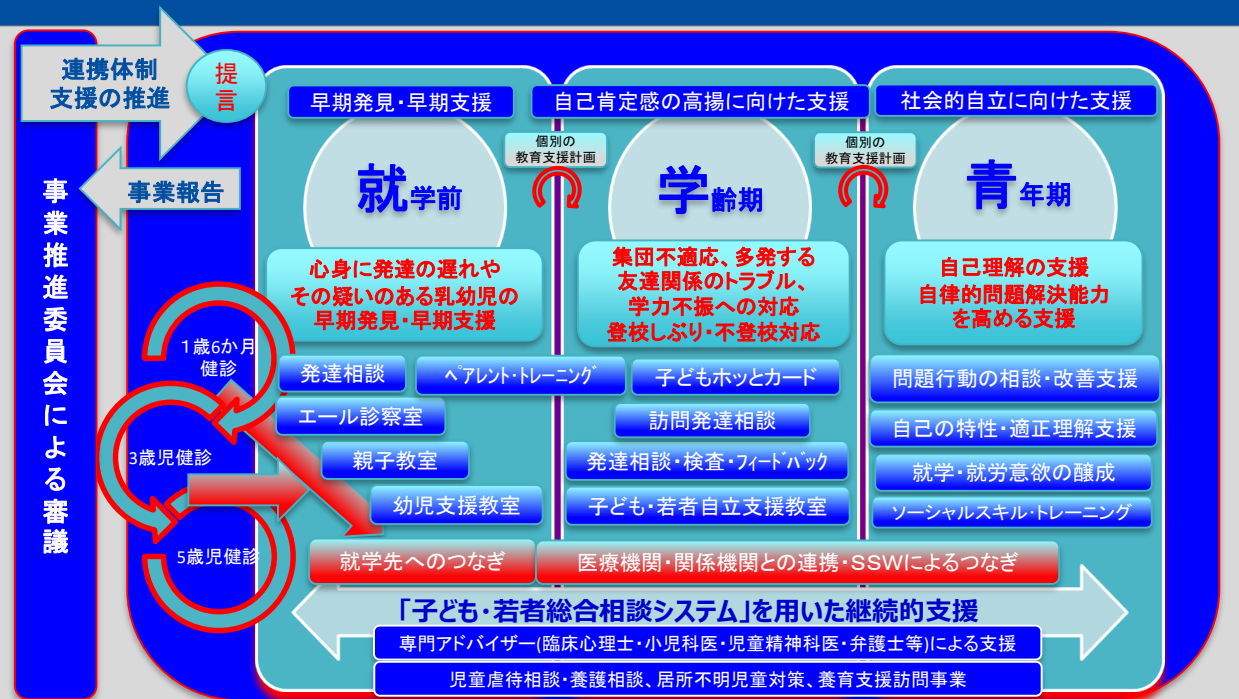 連携体制
支援の推進
提
言
事業報告
事業推進委員会による審議
早期発見・早期支援
自己肯定感の高揚に向けた支援
社会的自立に向けた支援
個別の
教育支援計画
個別の
教育支援計画
就学前
学齢期
青年期
心身に発達の遅れや
その疑いのある乳幼児の
早期発見・早期支援
集団不適応、多発する
友達関係のトラブル、
学力不振への対応
登校しぶり・不登校対応
自己理解の支援
自律的問題解決能力
を高める支援
1歳6か月
健診
3歳児健診
5歳児健診
発達相談
ペアレント・トレーニング
子どもホッとカード
エール診察室
訪問発達相談
親子教室
発達相談・検査・フィードバック
幼児支援教室
子ども・若者自立支援教室
問題行動の相談・改善支援
自己の特性・適正理解支援
就学・就労意欲の醸成
ソーシャルスキル・トレーニング
就学先へのつなぎ
医療機関・関係機関との連携・SSWによるつなぎ
「子ども・若者総合相談システム」を用いた継続的支援
専門アドバイザー(臨床心理士・小児科医・児童精神科医・弁護士等)による支援
児童虐待相談・養護相談、居所不明児童対策、養育支援訪問事業